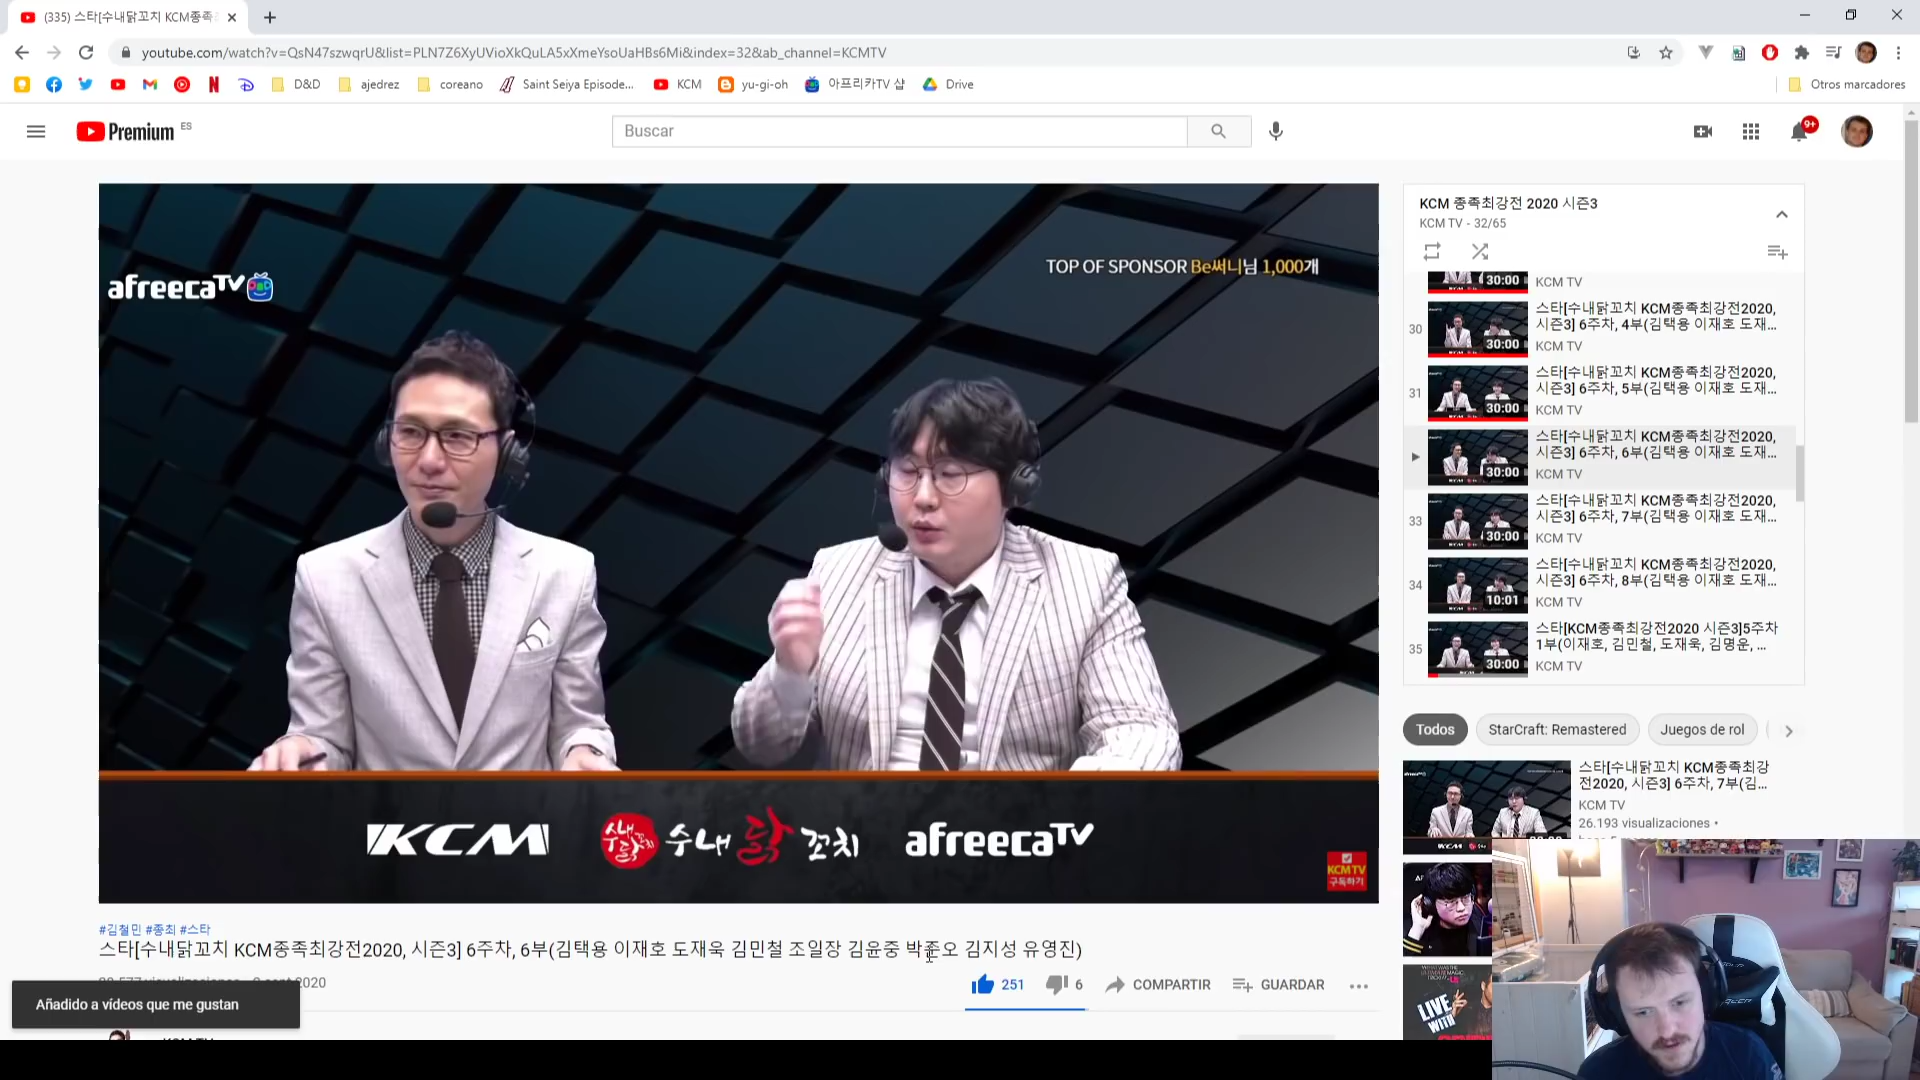 (335) 스타[수내닭꼬치 KCM종족
youtube.com/watch?v=QsN47szwqrU&list=PLN7Z6XyUVioXkQuLA5xXmeYsoUaHBs6Mi&index=32&ab_channel=KCMTV
D&D
ajedrez
coreano
Saint Seiya Episode...
KCM
yu-gi-oh
아프리카TV 샵
Drive
Otros marcadores
Premium ES
Buscar
9+
afreecaTV
TOP OF SPONSOR Be써니님 1,000개
KCM
수내닭꼬치
afreecaTV
KCMTV
구독하기
#김철민 #종최 #스타
스타[수내닭꼬치 KCM종족최강전2020, 시즌3] 6주차, 6부(김택용 이재호 도재욱 김민철 조일장 김윤중 박종오 김지성 유영진)
2020
251
6
COMPARTIR
GUARDAR
Añadido a vídeos que me gustan
KCM 종족최강전 2020 시즌3
KCM TV - 32/65
30:00
KCM TV
30
30:00
스타[수내닭꼬치 KCM종족최강전2020,
시즌3] 6주차, 4부(김택용 이재호 도재...
KCM TV
31
30:00
스타[수내닭꼬치 KCM종족최강전2020,
시즌3] 6주차, 5부(김택용 이재호 도재...
KCM TV
30:00
스타[수내닭꼬치 KCM종족최강전2020,
시즌3] 6주차, 6부(김택용 이재호 도재...
KCM TV
33
30:00
스타[수내닭꼬치 KCM종족최강전2020,
시즌3] 6주차, 7부(김택용 이재호 도재...
KCM TV
34
10:01
스타[수내닭꼬치 KCM종족최강전2020,
시즌3] 6주차, 8부(김택용 이재호 도재...
KCM TV
35
30:00
스타[KCM종족최강전2020 시즌3]5주차
1부(이재호, 김민철, 도재욱, 김명운, ...
KCM TV
Todos
StarCraft: Remastered
Juegos de rol
스타[수내닭꼬치 KCM종족최강
전2020, 시즌3] 6주차, 7부(김...
KCM TV
26.193 visualizaciones •
LIVE
WITH